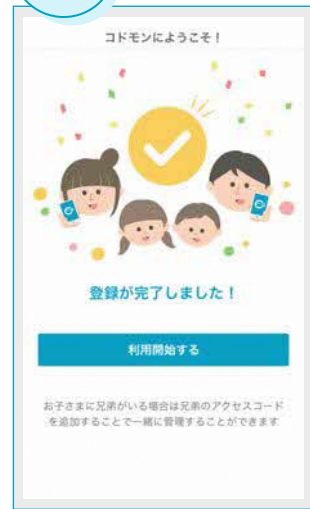 コドモンにようこそ！
登録が完了しました！
利用開始する
お子さまに兄弟がいる場合は兄弟のアクセスコード
を追加することで一緒に管理することができます